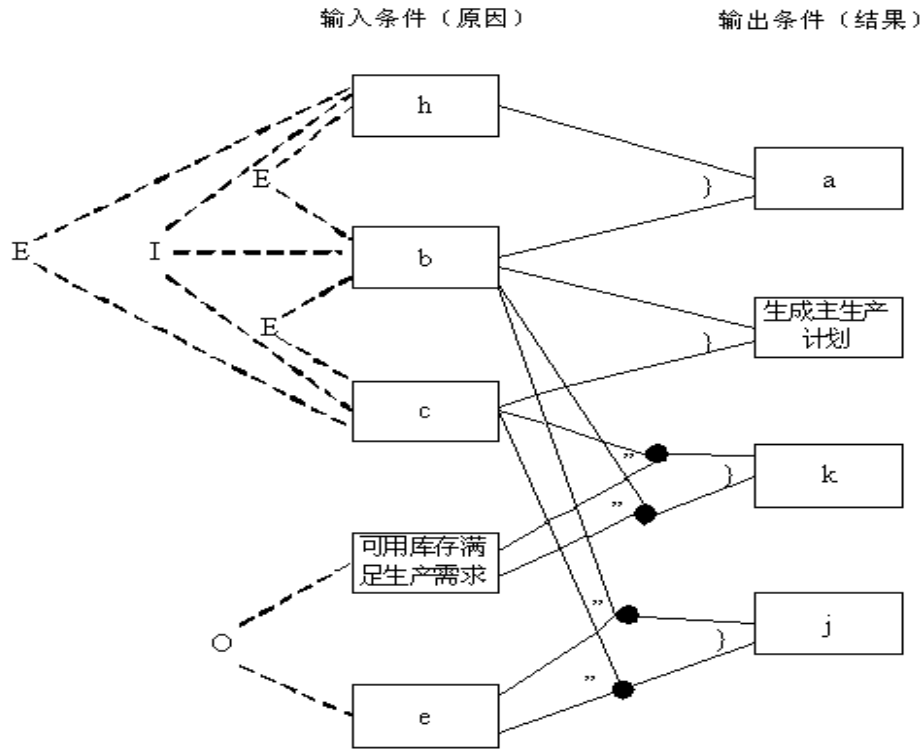 输入条件（原因） 输出条件（结果）
h
E
a
}
E
I
b
E
生成主生产
计划
}
c
”
k
}
”
可用库存满
足生产需求
”
j
}
○
”
e